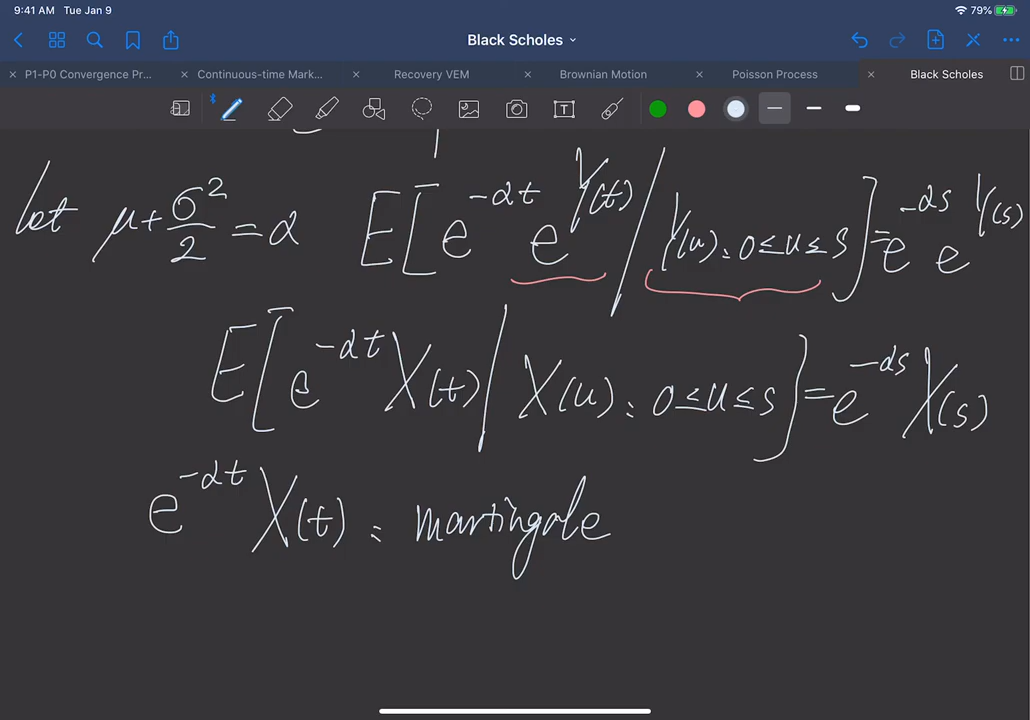 9:41 AM Tue Jan 9
79%
Black Scholes
P1-P0 Convergence Pr...
Continuous-time Mark...
Recovery VEM
Brownian Motion
Poisson Process
Black Scholes
let μ + σ²/2 = α E[e^{-αt} e^{Y(t)} / Y(u): 0≤u≤s] = e^{-αs} e^{Y(s)}
E[e^{-αt} X(t) / X(u): 0≤u≤s] = e^{-αs} X(s)
e^{-αt} X(t) : martingale